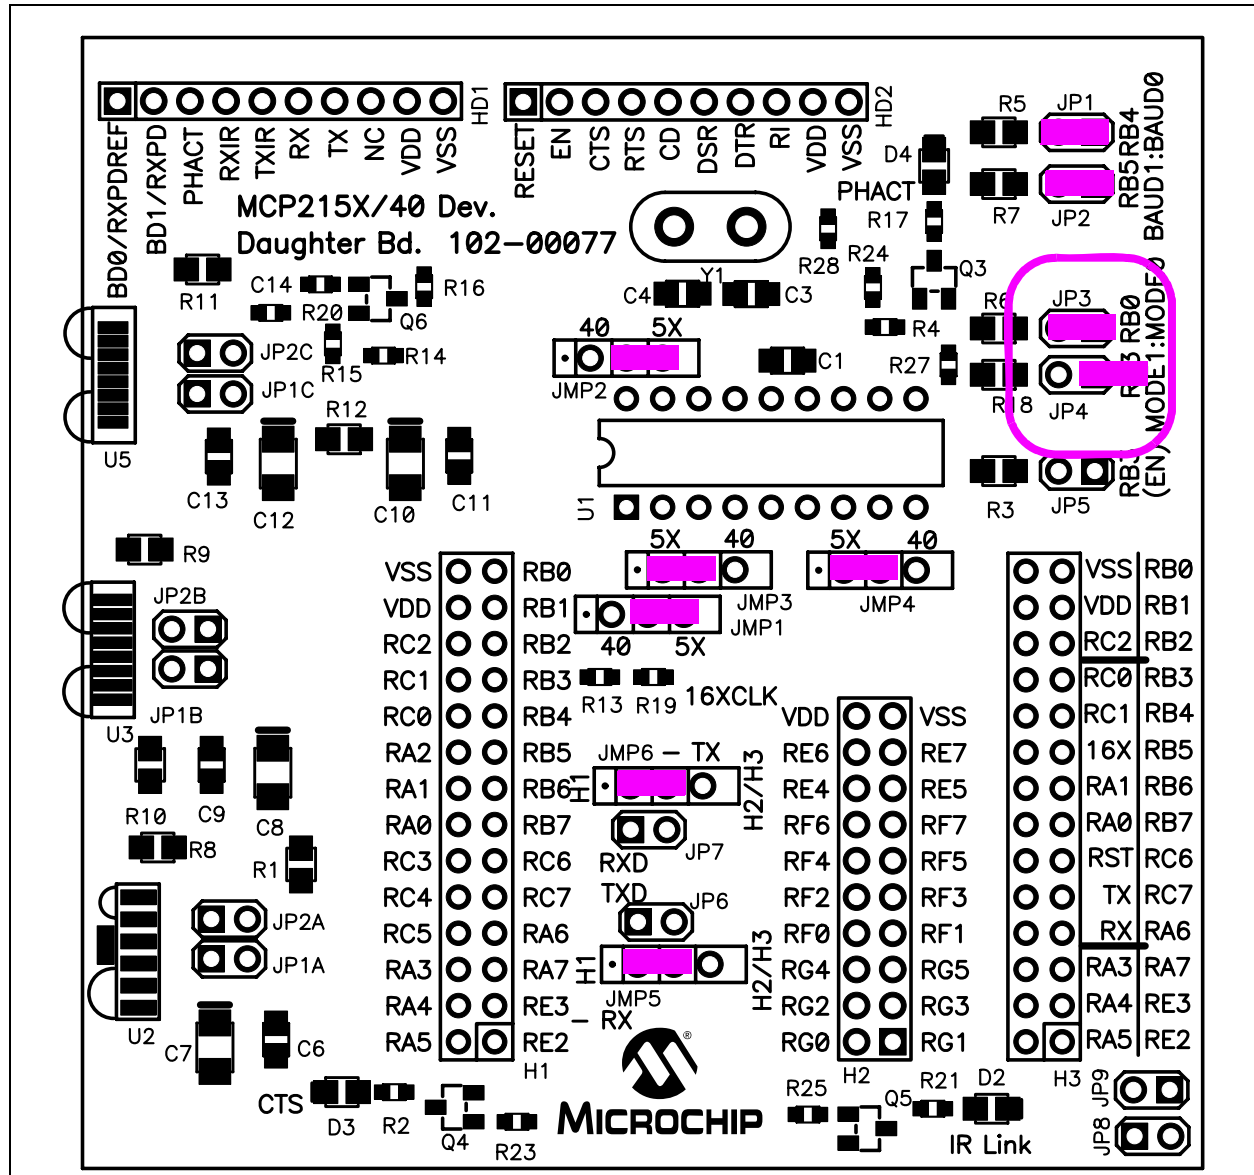 HD1
HD2
BD0/RXPDREF
BD1/RXPD
PHACT
RXIR
TXIR
RX
TX
NC
VDD
VSS
RESET
EN
CTS
RTS
CD
DSR
DTR
RI
VDD
VSS
MCP215X/40 Dev.
Daughter Bd. 102-00077
D4
PHACT
R5
JP1
RB4
R7
JP2
RB5
BAUD1:BAUD0
R17
R28
R24
Q3
R4
R27
R6
JP3
RB0
R18
JP4
(EN) MODE1:MODE0
R3
JP5
Y1
C4
C3
C1
R11
C14
R20
Q6
R16
R15
R14
JP2C
JP1C
R12
U5
C13
C12
C10
C11
40 5X
JMP2
U1
5X 40
JMP3
5X 40
JMP4
JMP1
40 5X
R13 R19
16XCLK
R9
JP2B
JP1B
U3
R10
C9
C8
R8
R1
JP2A
JP1A
U2
C7
C6
VSS RB0
VDD RB1
RC2 RB2
RC1 RB3
RC0 RB4
RA2 RB5
RA1 RB6
RA0 RB7
RC3 RC6
RC4 RC7
RC5 RA6
RA3 RA7
RA4 RE3
RA5 RE2
H1
JMP6 - TX
H1
H2/H3
JP7
RXD
TXD
JP6
H1
H2/H3
JMP5
- RX
VDD VSS
RE6 RE7
RE4 RE5
RF6 RF7
RF4 RF5
RF2 RF3
RF0 RF1
RG4 RG5
RG2 RG3
RG0 RG1
H2
VSS RB0
VDD RB1
RC2 RB2
RC0 RB3
RC1 RB4
16X RB5
RA1 RB6
RA0 RB7
RST RC6
TX RC7
RX RA6
RA3 RA7
RA4 RE3
RA5 RE2
H3
CTS
D3
R2
Q4
R23
®
MICROCHIP
R25
Q5
R21
D2
IR Link
JP9
JP8